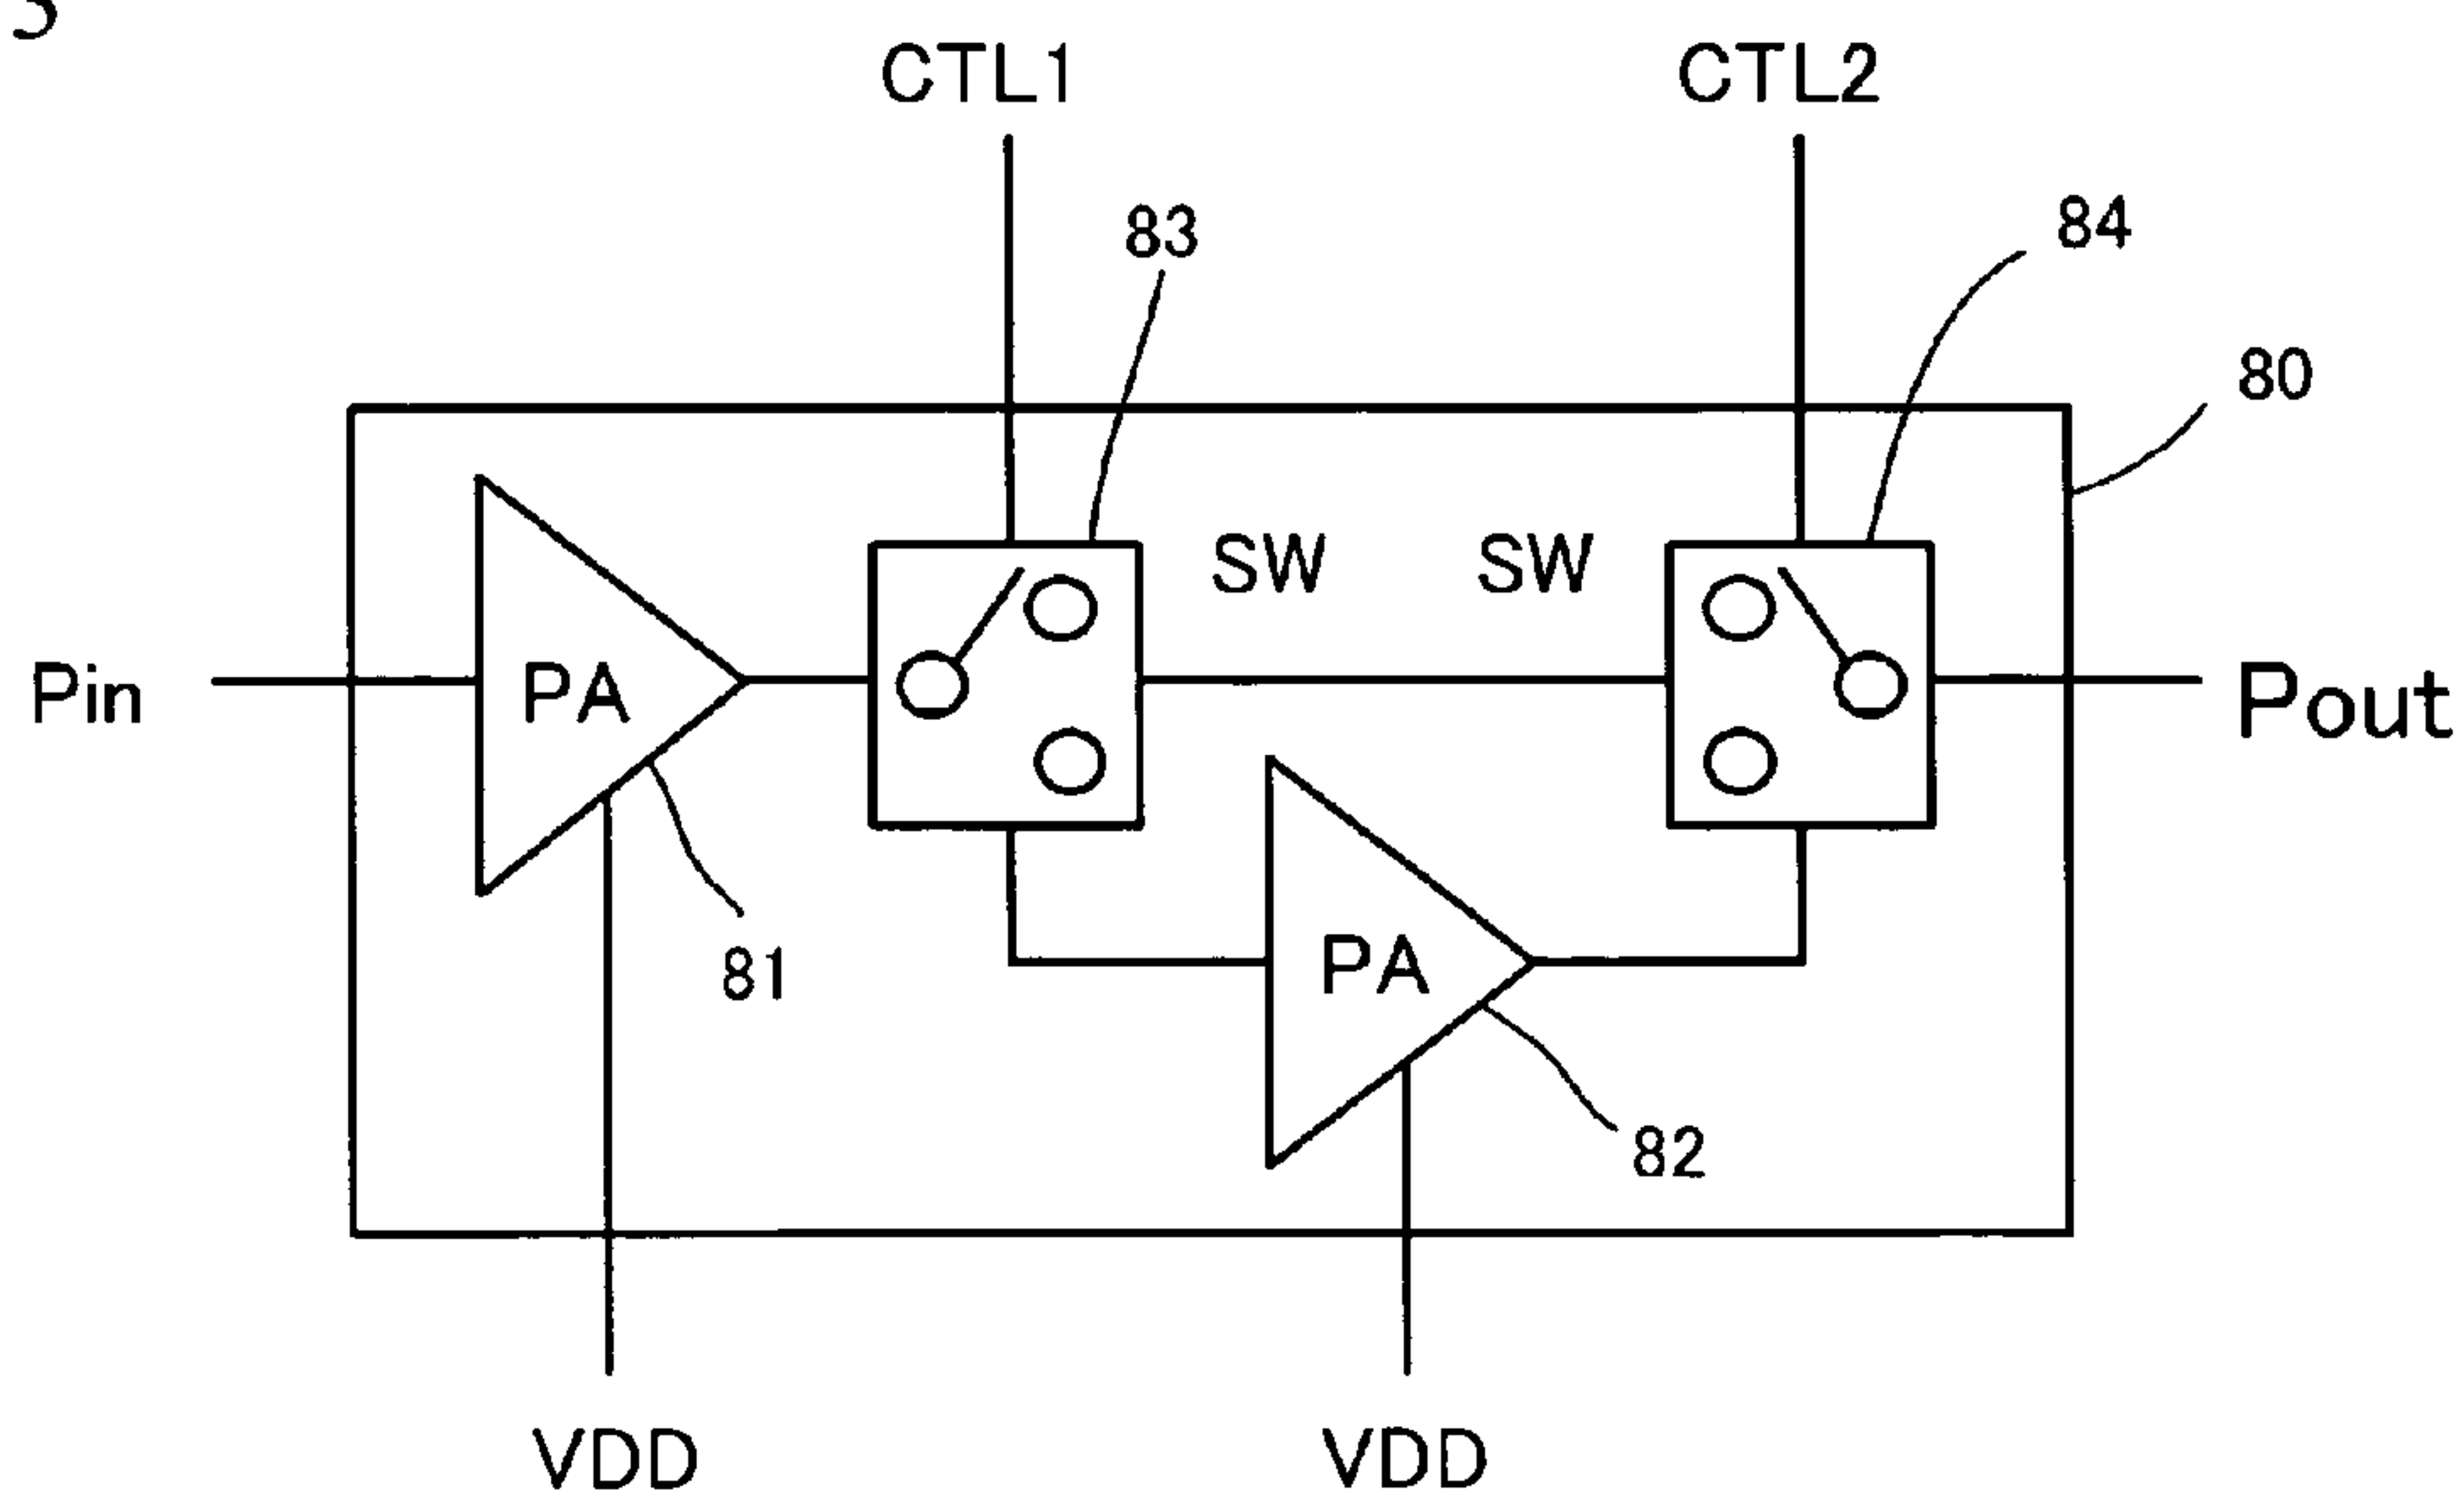 CTL1 CTL2
83 84
80
SW SW
Pin PA Pout
81 PA
82
VDD VDD